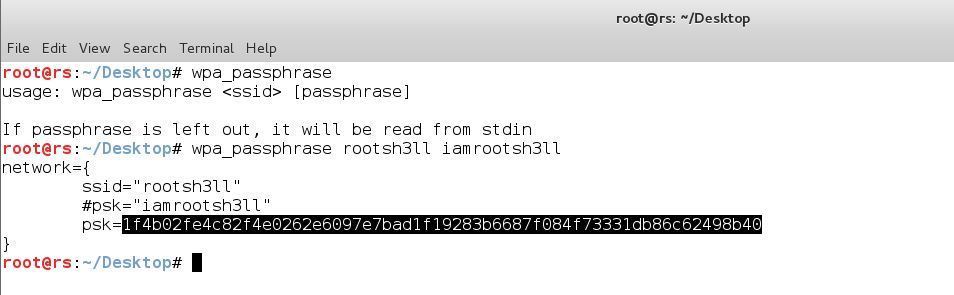 root@rs: ~/Desktop
File Edit View Search Terminal Help
root@rs:~/Desktop# wpa_passphrase
usage: wpa_passphrase <ssid> [passphrase]
If passphrase is left out, it will be read from stdin
root@rs:~/Desktop# wpa_passphrase rootsh3ll iamrootsh3ll
network={
        ssid="rootsh3ll"
        #psk="iamrootsh3ll"
        psk=1f4b02fe4c82f4e0262e6097e7bad1f19283b6687f084f73331db86c62498b40
}
root@rs:~/Desktop#